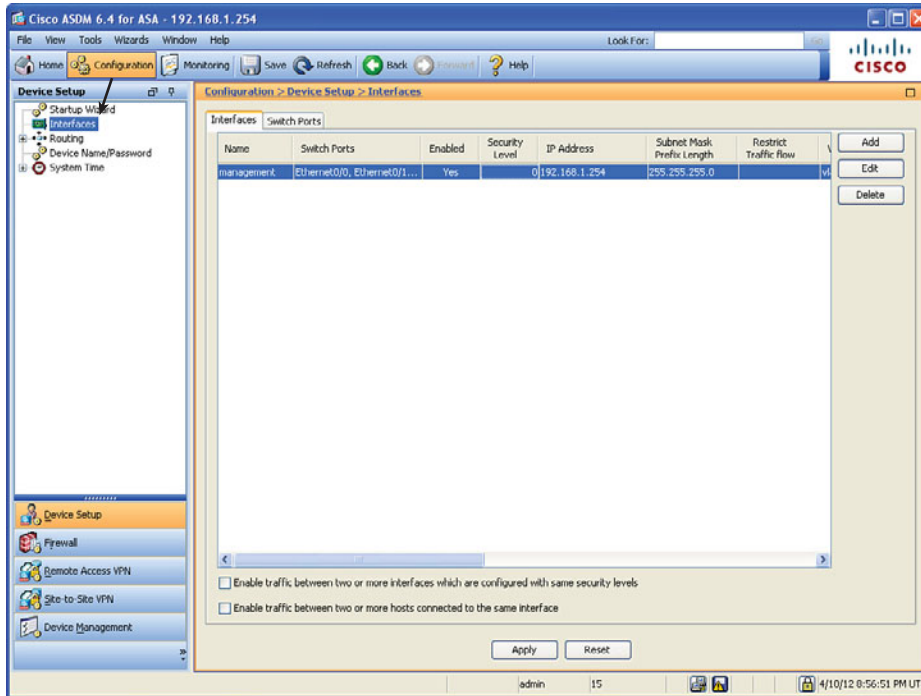 Cisco ASDM 6.4 for ASA - 192.168.1.254
File View Tools Wizards Window Help
Look For:
Go
Home Configuration Monitoring Save Refresh Back Forward Help
CISCO
Device Setup
Startup Wizard
Interfaces
Routing
Device Name/Password
System Time
Device Setup
Firewall
Remote Access VPN
Site-to-Site VPN
Device Management
Configuration > Device Setup > Interfaces
Interfaces Switch Ports
Name Switch Ports Enabled Security Level IP Address Subnet Mask Prefix Length Restrict Traffic flow
management Ethernet0/0, Ethernet0/1... Yes 0 192.168.1.254 255.255.255.0
Add
Edit
Delete
Enable traffic between two or more interfaces which are configured with same security levels
Enable traffic between two or more hosts connected to the same interface
Apply Reset
admin 15 4/10/12 8:56:51 PM UT